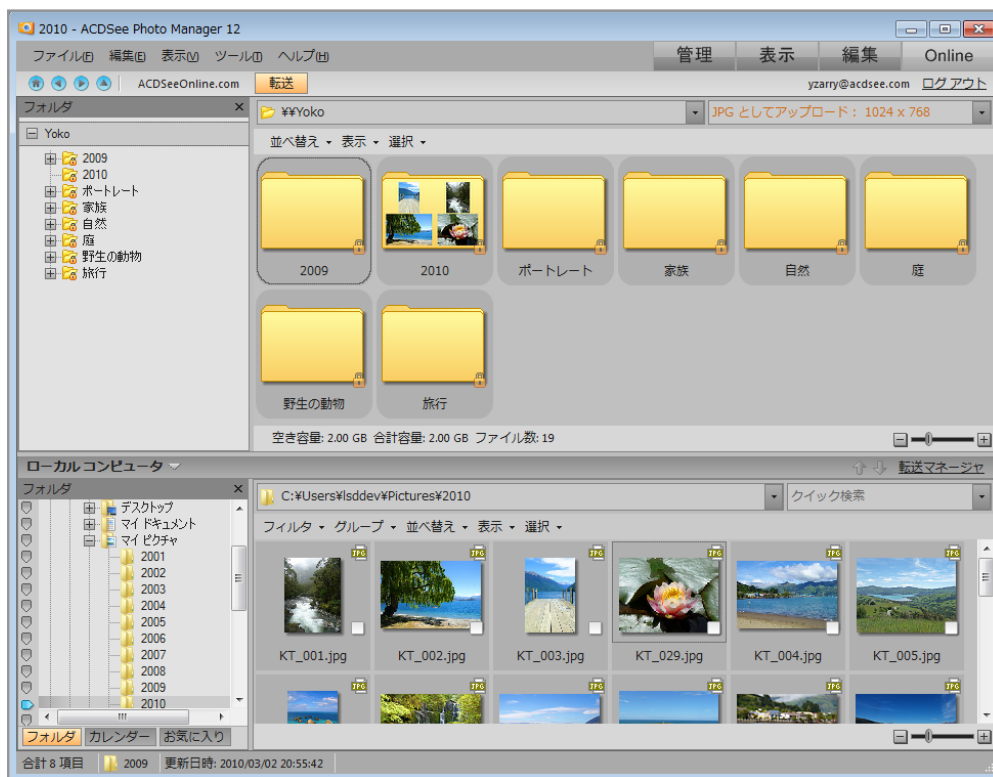 2010 - ACDSee Photo Manager 12
ファイル(F) 編集(E) 表示(V) ツール(T) ヘルプ(H)
管理 表示 編集 Online
ACDSeeOnline.com 転送 yzarry@acdsee.com ログ アウト
フォルダ
¥¥Yoko JPG としてアップロード： 1024 x 768
Yoko
並べ替え 表示 選択
2009
2010
ポートレート
家族
自然
庭
野生の動物
旅行
2009 2010 ポートレート 家族 自然 庭
野生の動物 旅行
空き容量: 2.00 GB 合計容量: 2.00 GB ファイル数: 19
ローカル コンピュータ 転送マネージャ
フォルダ
C:¥Users¥lsddev¥Pictures¥2010 クイック検索
フィルタ グループ 並べ替え 表示 選択
デスクトップ
マイ ドキュメント
マイ ピクチャ
2001
2002
2003
2004
2005
2006
2007
2008
2009
2010
JPG JPG JPG JPG JPG JPG
KT_001.jpg KT_002.jpg KT_003.jpg KT_029.jpg KT_004.jpg KT_005.jpg
JPG JPG JPG JPG JPG JPG
フォルダ カレンダー お気に入り
合計 8 項目 2009 更新日時: 2010/03/02 20:55:42